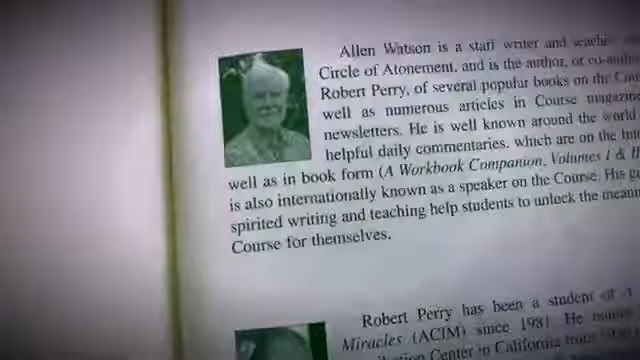 Allen Watson is a staff writer and
Circle of Atonement, and is the author, or
Robert Perry, of several popular books on the
well as numerous articles in Course
newsletters. He is well known around the world
helpful daily commentaries, which are on the
well as in book form (A Workbook Companion, Volumes I &
is also internationally known as a speaker on the Course. His
spirited writing and teaching help students to unlock the
Course for themselves.
Robert Perry has been a student of A
Miracles (ACIM) since 1981. He
Center in California from